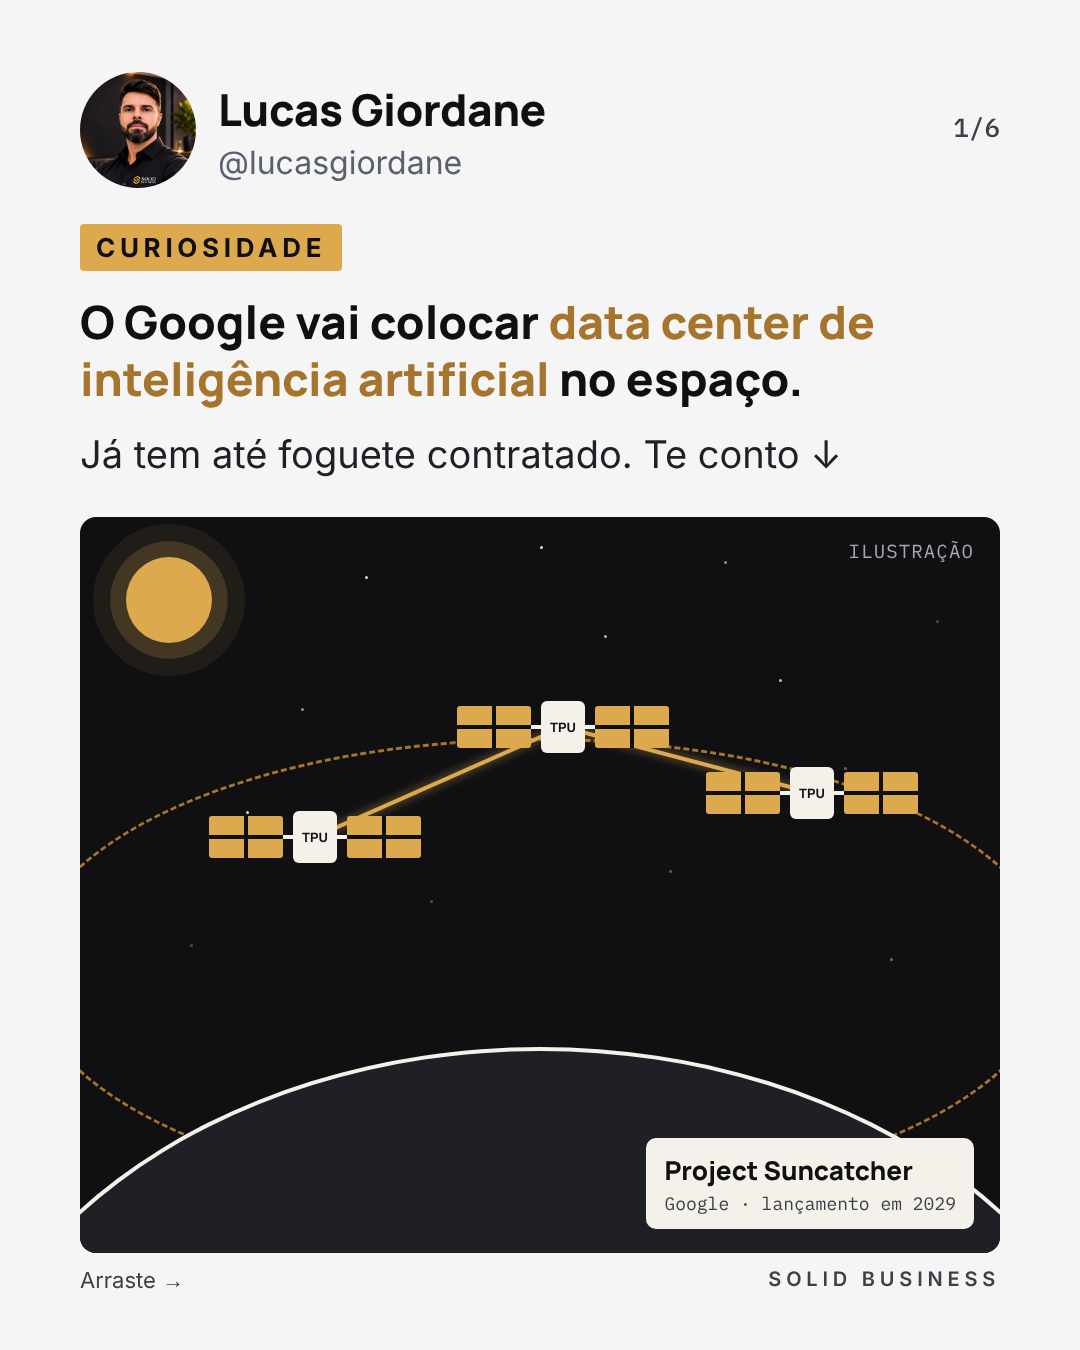 Lucas Giordane
@lucasgiordane
1/6
CURIOSIDADE
O Google vai colocar data center de
inteligência artificial no espaço.
Já tem até foguete contratado. Te conto ↓
ILUSTRAÇÃO
TPU
TPU
TPU
Project Suncatcher
Google · lançamento em 2029
Arraste →
SOLID BUSINESS